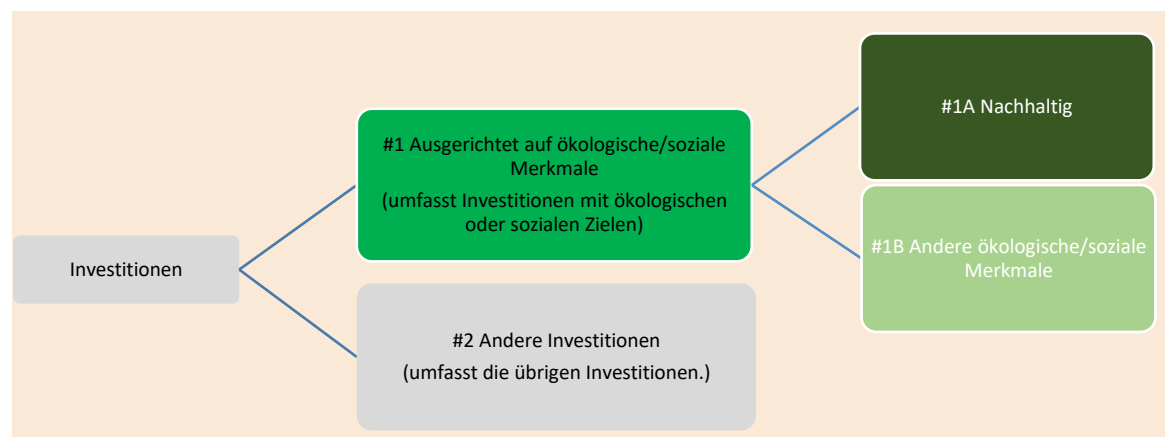 Investitionen
#1 Ausgerichtet auf ökologische/soziale
Merkmale
(umfasst Investitionen mit ökologischen
oder sozialen Zielen)
#2 Andere Investitionen
(umfasst die übrigen Investitionen.)
#1A Nachhaltig
#1B Andere ökologische/soziale
Merkmale